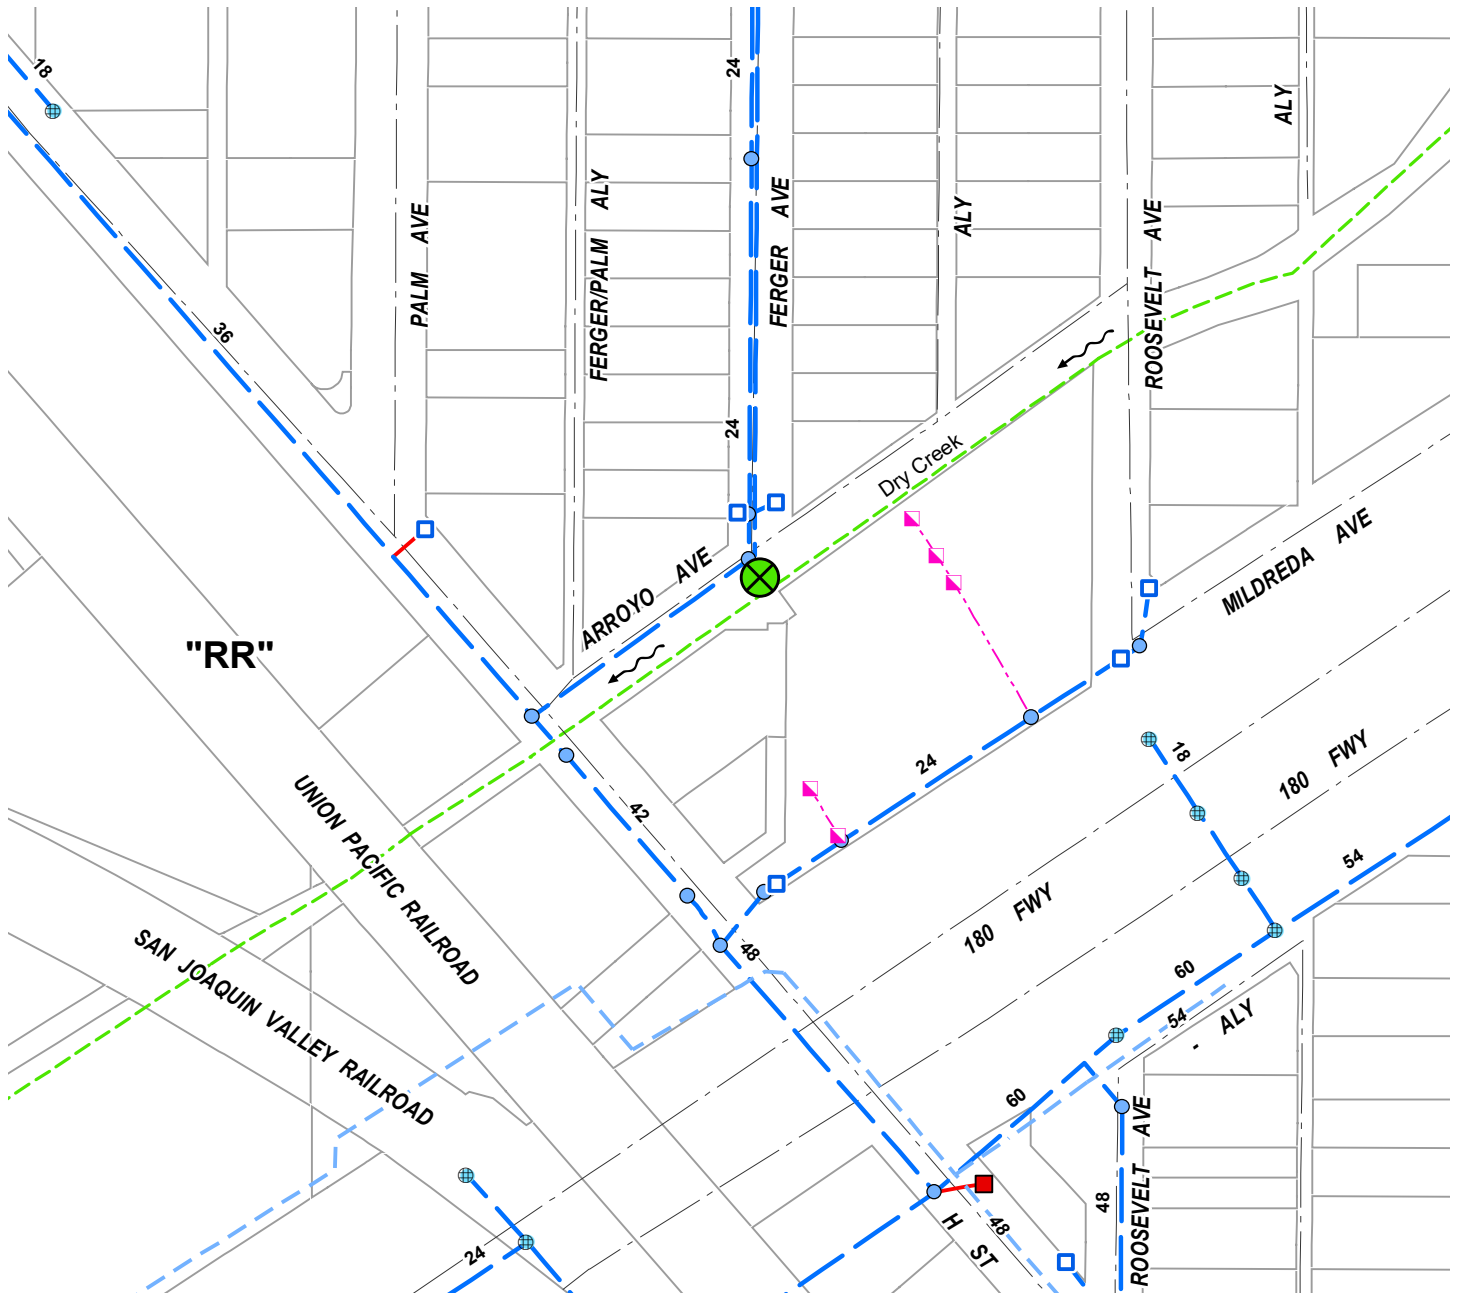 18
24
ALY
PALM AVE
FERGER/PALM ALY
FERGER AVE
ALY
ROOSEVELT AVE
36
24
Dry Creek
ARROYO AVE
MILDREDA AVE
"RR"
24
18
180 FWY
42
UNION PACIFIC RAILROAD
54
180 FWY
48
SAN JOAQUIN VALLEY RAILROAD
60
54
- ALY
60
ROOSEVELT AVE
48
48
H ST
24